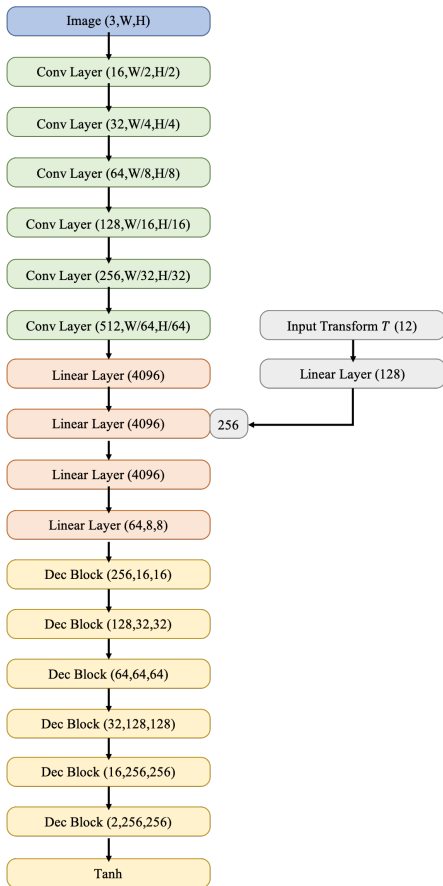 Image (3,W,H)
Conv Layer (16,W/2,H/2)
Conv Layer (32,W/4,H/4)
Conv Layer (64,W/8,H/8)
Conv Layer (128,W/16,H/16)
Conv Layer (256,W/32,H/32)
Conv Layer (512,W/64,H/64)
Linear Layer (4096)
Linear Layer (4096)
Linear Layer (4096)
Linear Layer (64,8,8)
Dec Block (256,16,16)
Dec Block (128,32,32)
Dec Block (64,64,64)
Dec Block (32,128,128)
Dec Block (16,256,256)
Dec Block (2,256,256)
Tanh
Input Transform T (12)
Linear Layer (128)
256